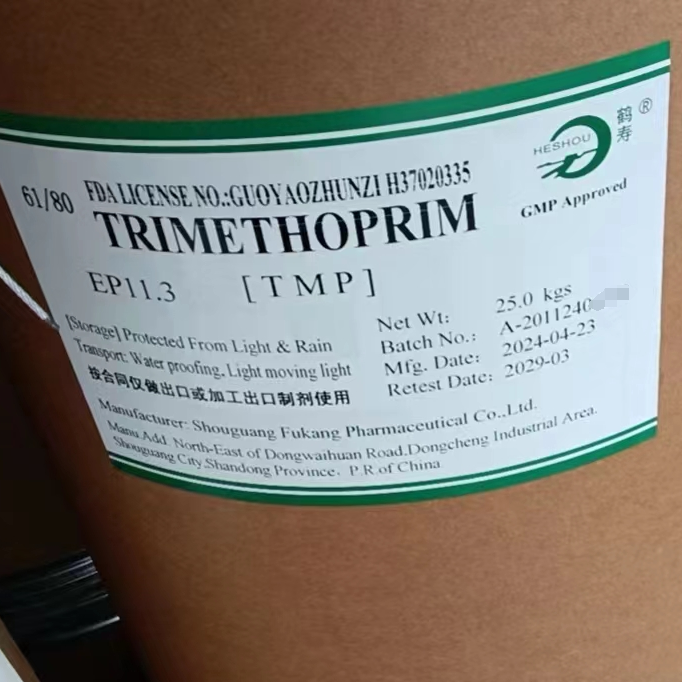 61/80
FDA LICENSE NO.:GUOYAOZHUNZI H37020335
HESHOU
鹤寿®
TRIMETHOPRIM
GMP Approved
EP11.3 [TMP]
[Storage] Protected From Light & Rain
Transport: Water proofing, Light moving light
按合同仅做出口或加工出口制剂使用
Net Wt: 25.0 kgs
Batch No.: A-2011240
Mfg. Date: 2024-04-23
Retest Date: 2029-03
Manufacturer: Shouguang Fukang Pharmaceutical Co.,Ltd.
Manu.Add North-East of Dongwaihuan Road,Dongcheng Industrial Area.
Shouguang City,Shandong Province, P.R.of China